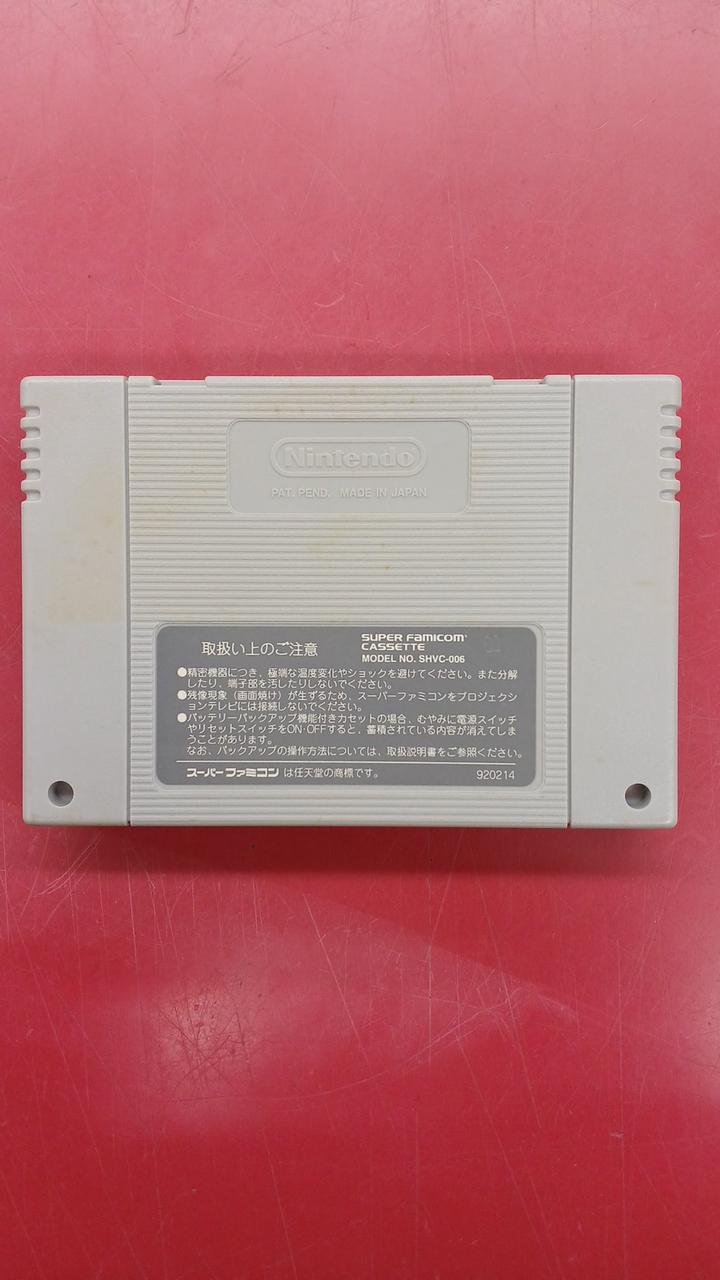 Nintendo
PAT. PEND. MADE IN JAPAN
取扱い上のご注意
SUPER FAMICOM
CASSETTE
MODEL NO. SHVC-006
●精密機器につき、極端な温度変化やショックを避けてください。また分解
したり、端子部を汚したりしないでください。
●残像現象（画面焼け）が生ずるため、スーパーファミコンをプロジェクシ
ョンテレビには接続しないでください。
●バッテリーバックアップ機能付きカセットの場合、むやみに電源スイッチ
やリセットスイッチをON·OFFすると、蓄積されている内容が消えてしま
うことがあります。
なお、バックアップの操作方法については、取扱説明書をご参照ください。
スーパーファミコン は任天堂の商標です。 920214